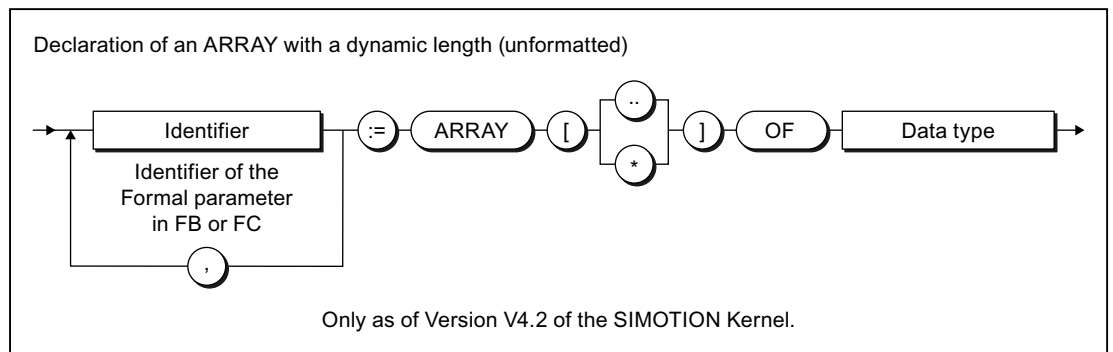 Declaration of an ARRAY with a dynamic length (unformatted)
..
Identifier := ARRAY [ ] OF Data type
*
Identifier of the
Formal parameter
in FB or FC
,
Only as of Version V4.2 of the SIMOTION Kernel.